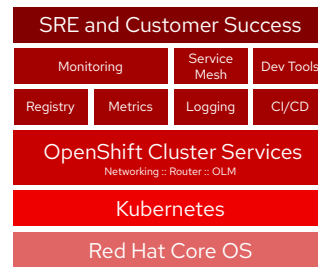 SRE and Customer Success
Monitoring
Service
Mesh
Dev Tools
Registry
Metrics
Logging
CI/CD
OpenShift Cluster Services
Networking :: Router :: OLM
Kubernetes
Red Hat Core OS